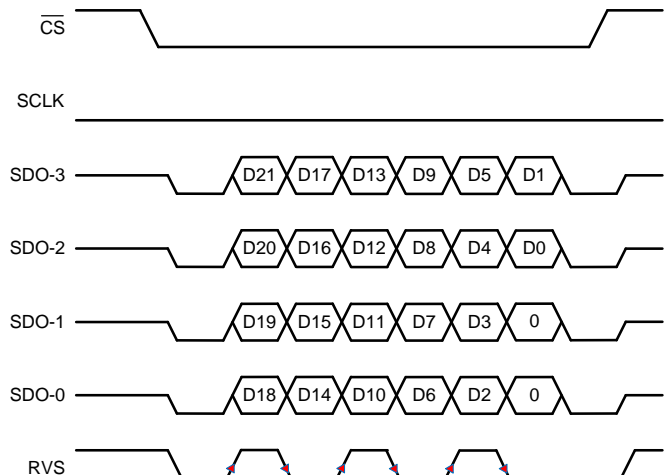 CS
SCLK
SDO-3 D21 D17 D13 D9 D5 D1
SDO-2 D20 D16 D12 D8 D4 D0
SDO-1 D19 D15 D11 D7 D3 0
SDO-0 D18 D14 D10 D6 D2 0
RVS